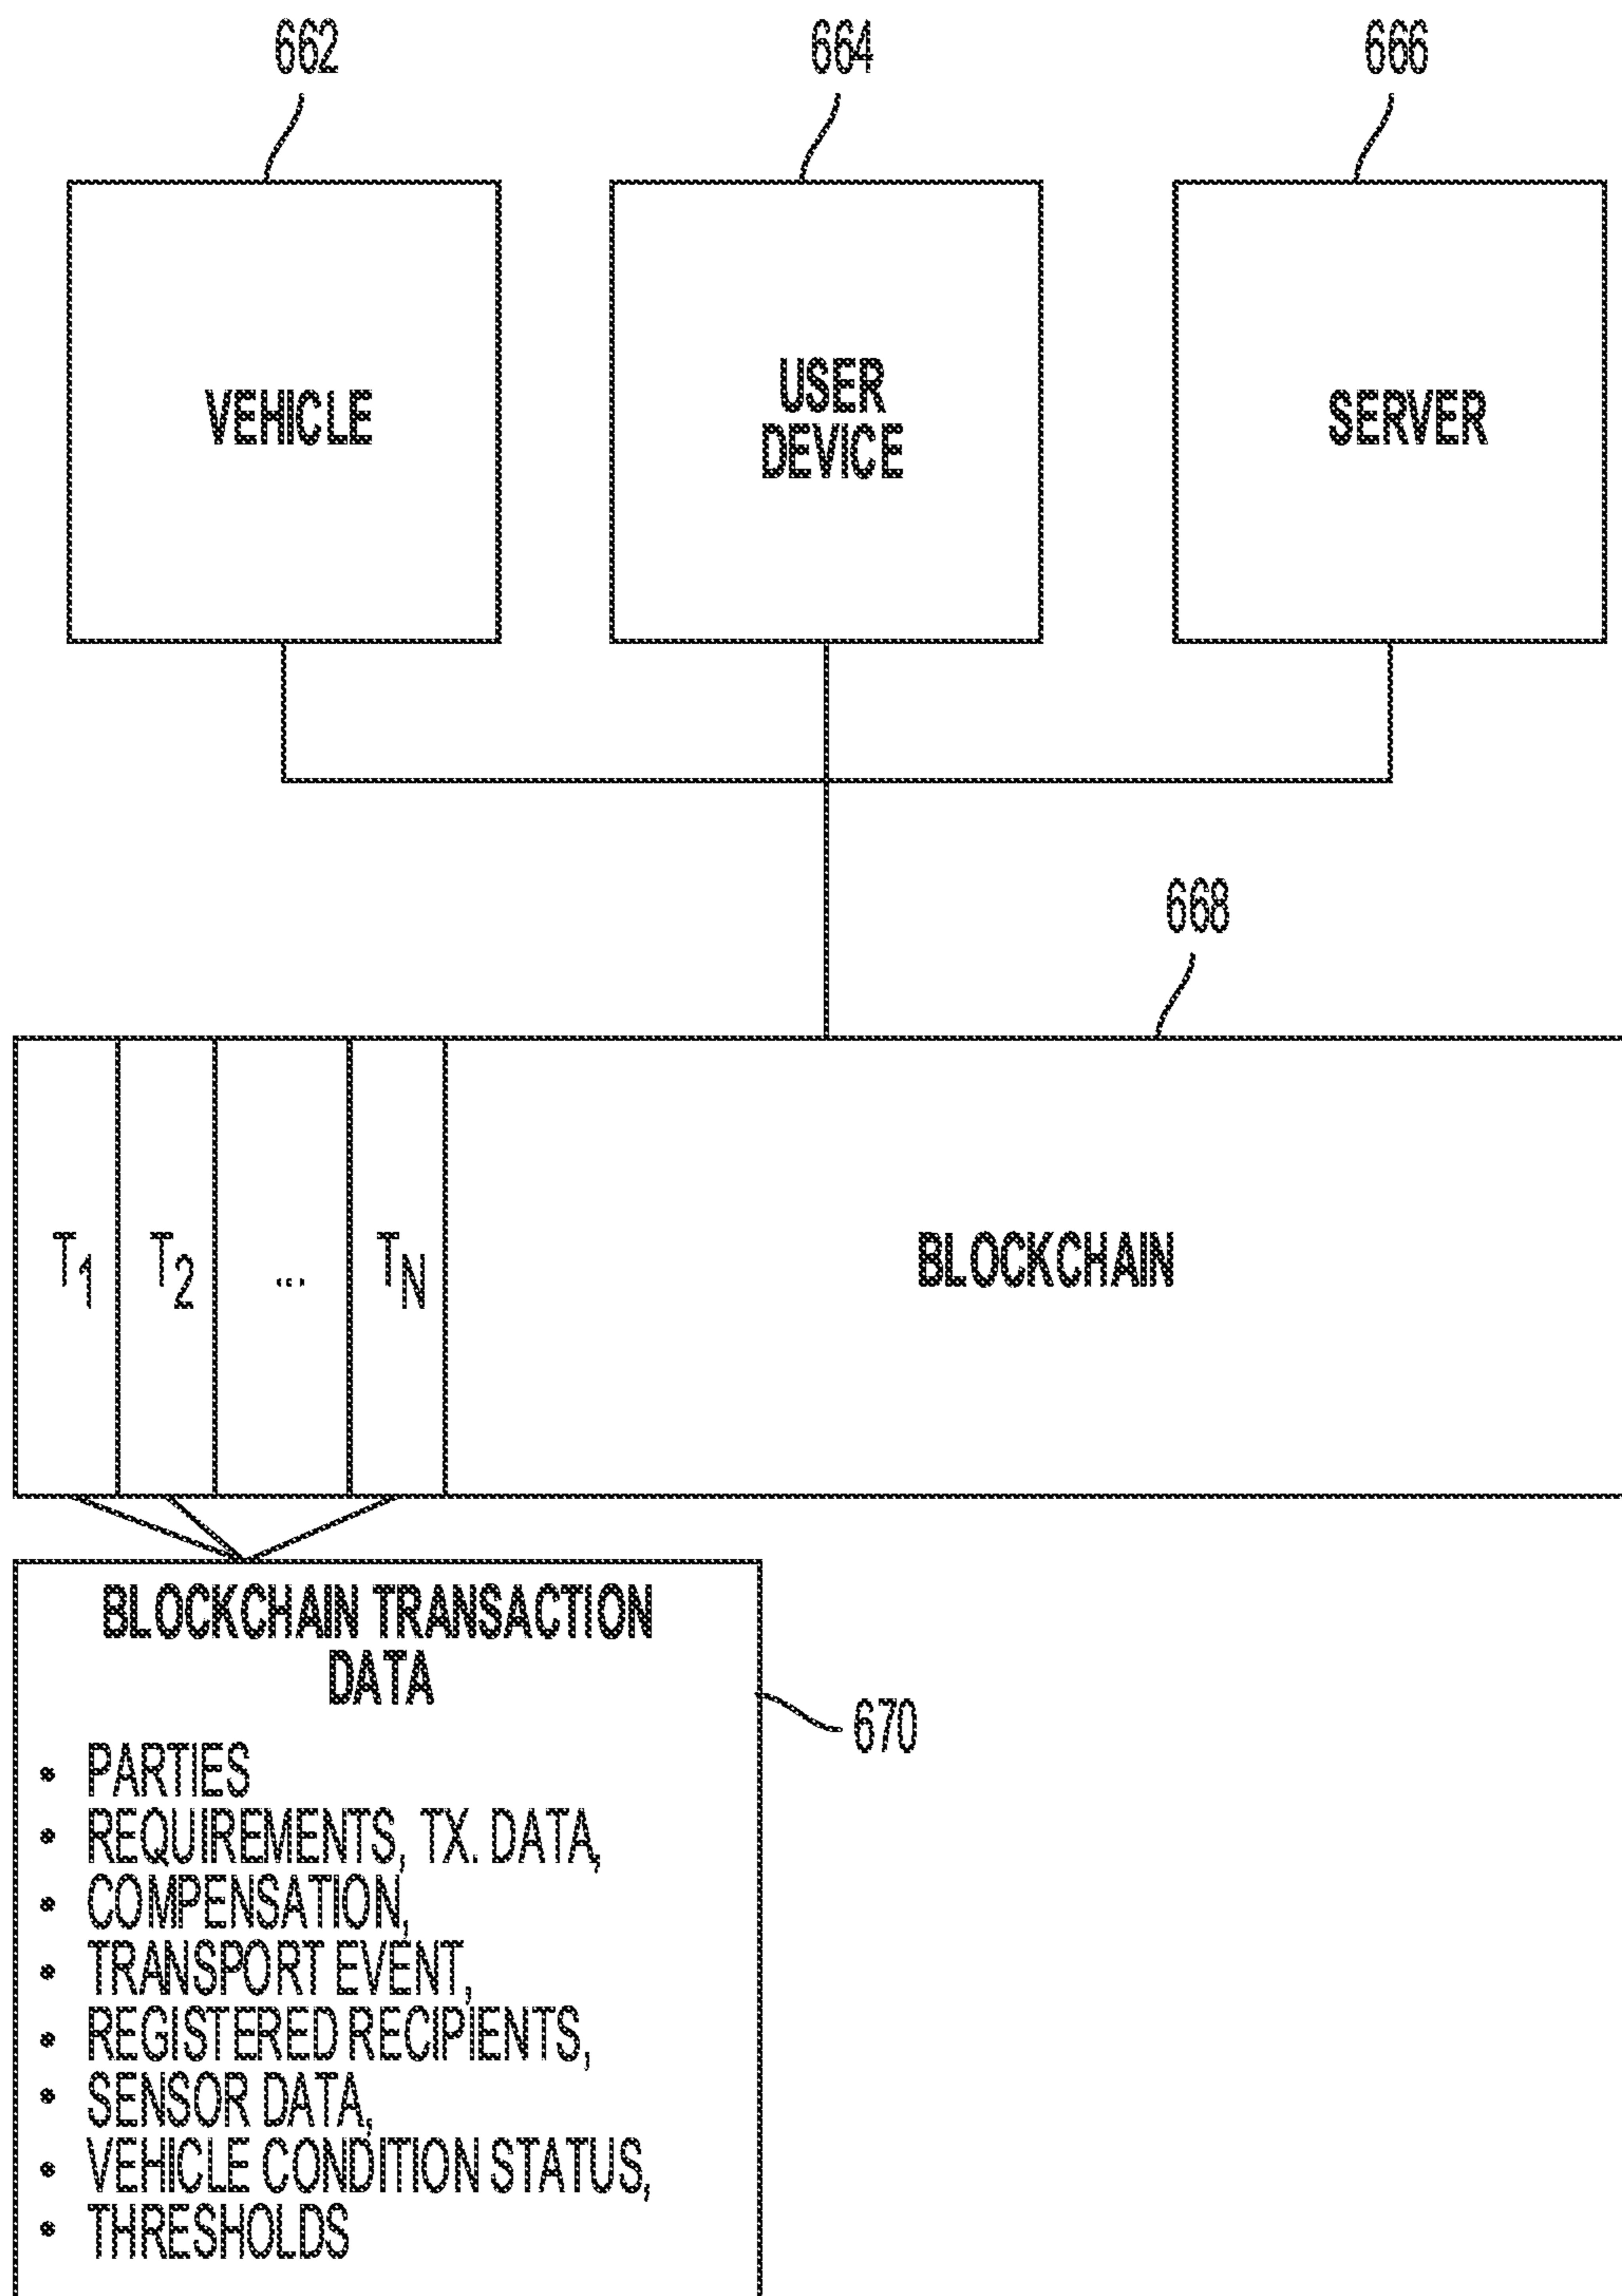 662
664
666
VEHICLE
USER
DEVICE
SERVER
668
T1
T2
...
TN
BLOCKCHAIN
BLOCKCHAIN TRANSACTION
DATA
670
• PARTIES
• REQUIREMENTS, TX. DATA,
• COMPENSATION,
• TRANSPORT EVENT,
• REGISTERED RECIPIENTS,
• SENSOR DATA,
• VEHICLE CONDITION STATUS,
• THRESHOLDS